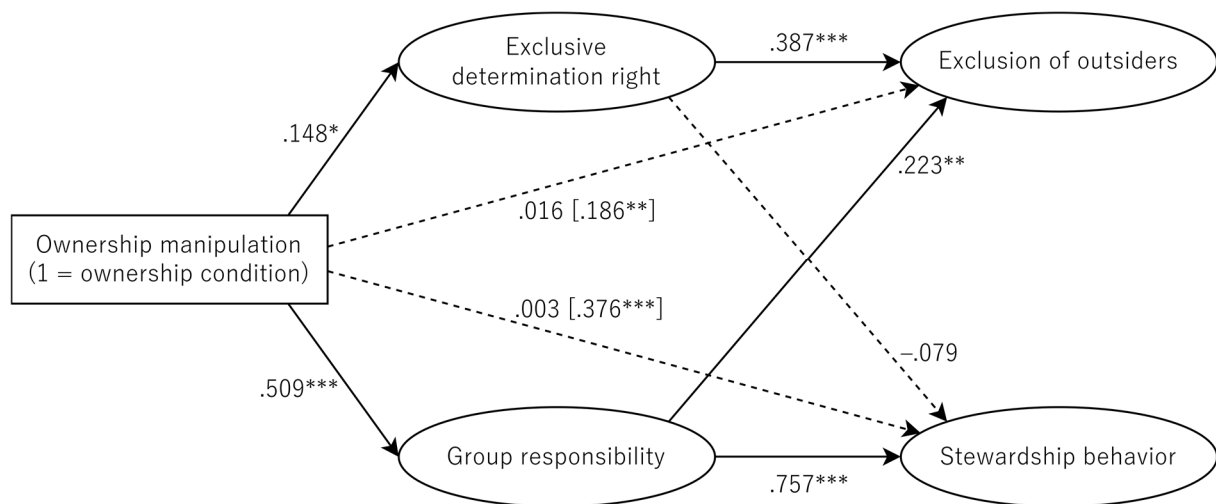 Exclusive
determination right
.387***
Exclusion of outsiders
.148*
.223**
.016 [.186**]
Ownership manipulation
(1 = ownership condition)
.003 [.376***]
–.079
.509***
Group responsibility
.757***
Stewardship behavior